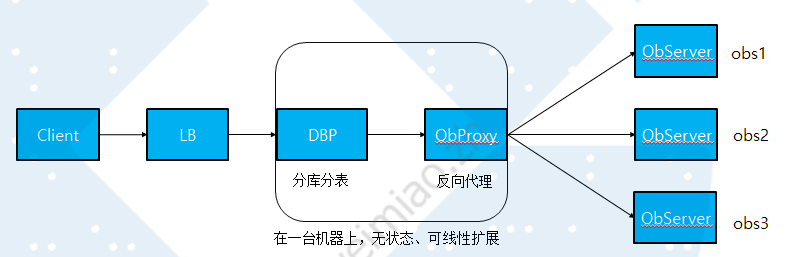 ObServer obs1
Client LB DBP ObProxy ObServer obs2
分库分表 反向代理
ObServer obs3
在一台机器上，无状态、可线性扩展